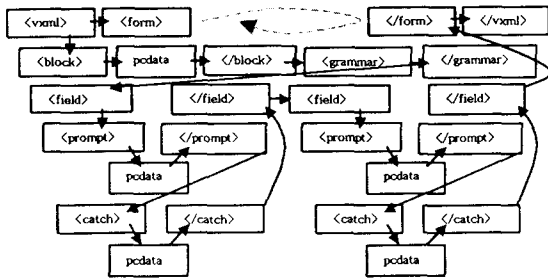 <vxml> <form> </form> </vxml>
<block> pcdata </block> <grammar> </grammar>
<field> </field> <field> </field>
<prompt> </prompt> <prompt> </prompt>
pcdata pcdata
<catch> </catch> <catch> </catch>
pcdata pcdata